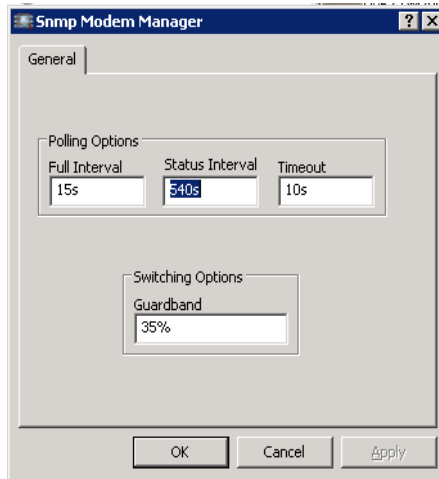 Snmp Modem Manager
General
Polling Options
Full Interval Status Interval Timeout
15s 540s 10s
Switching Options
Guardband
35%
OK Cancel Apply